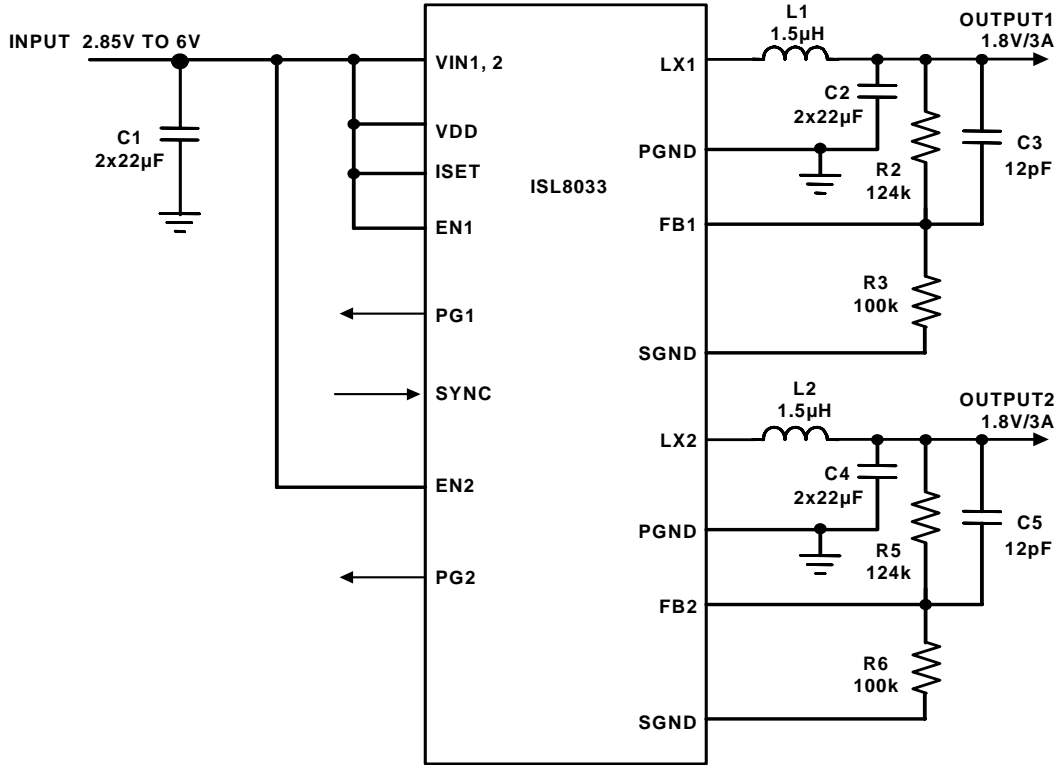 INPUT 2.85V TO 6V
C1
2x22µF
VIN1, 2
VDD
ISET
EN1
PG1
SYNC
EN2
PG2
ISL8033
LX1
PGND
FB1
SGND
LX2
PGND
FB2
SGND
L1
1.5µH
OUTPUT1
1.8V/3A
C2
2x22µF
R2
124k
C3
12pF
R3
100k
L2
1.5µH
OUTPUT2
1.8V/3A
C4
2x22µF
R5
124k
C5
12pF
R6
100k